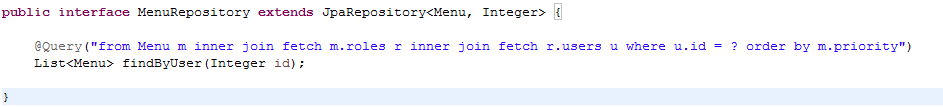 public interface MenuRepository extends JpaRepository<Menu, Integer> {
@Query("from Menu m inner join fetch m.roles r inner join fetch r.users u where u.id = ? order by m.priority")
List<Menu> findByUser(Integer id);
}